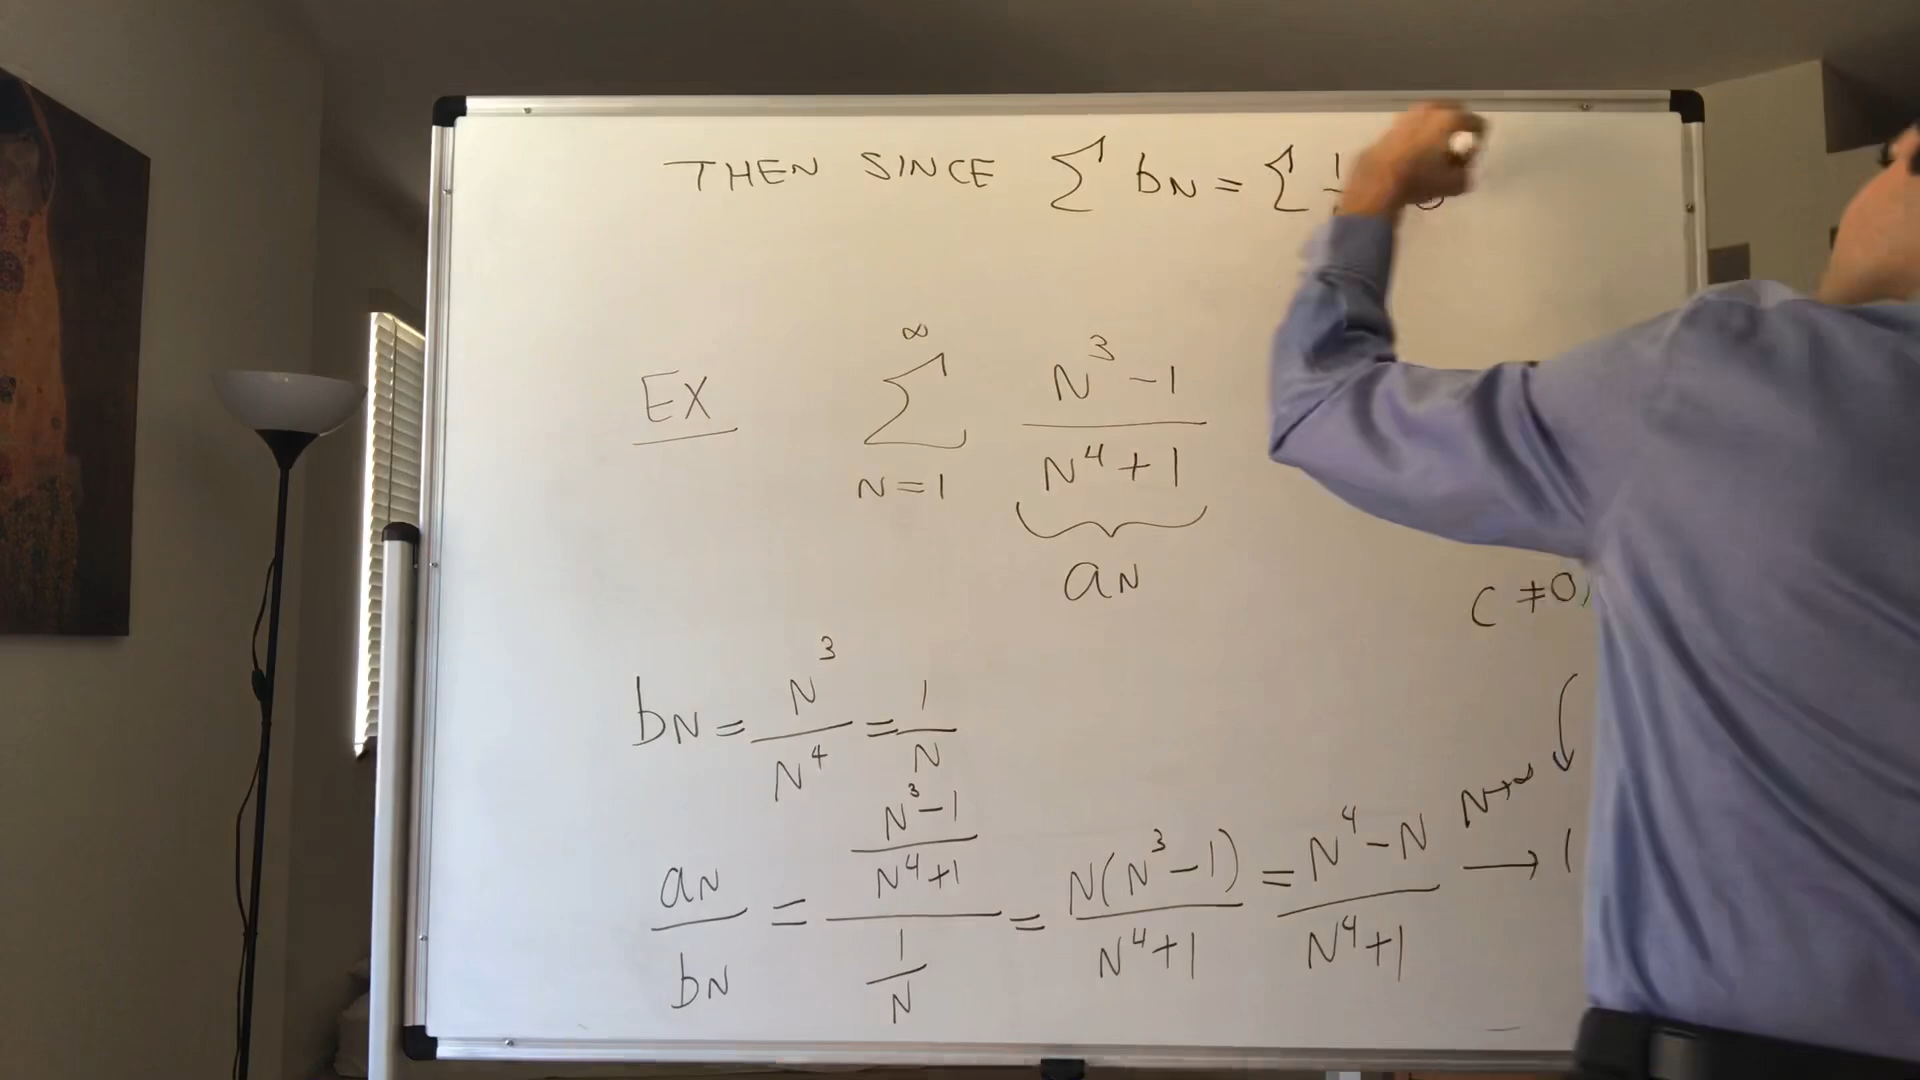 THEN SINCE ∑ bN = ∑ 1
EX ∞ ∑ N=1 N³ - 1 / N⁴ + 1
aN
C ≠ 0,
bN = N³ / N⁴ = 1 / N
aN / bN = (N³ - 1 / N⁴ + 1) / (1 / N) = N(N³ - 1) / N⁴ + 1 = N⁴ - N / N⁴ + 1 N→∞ → 1